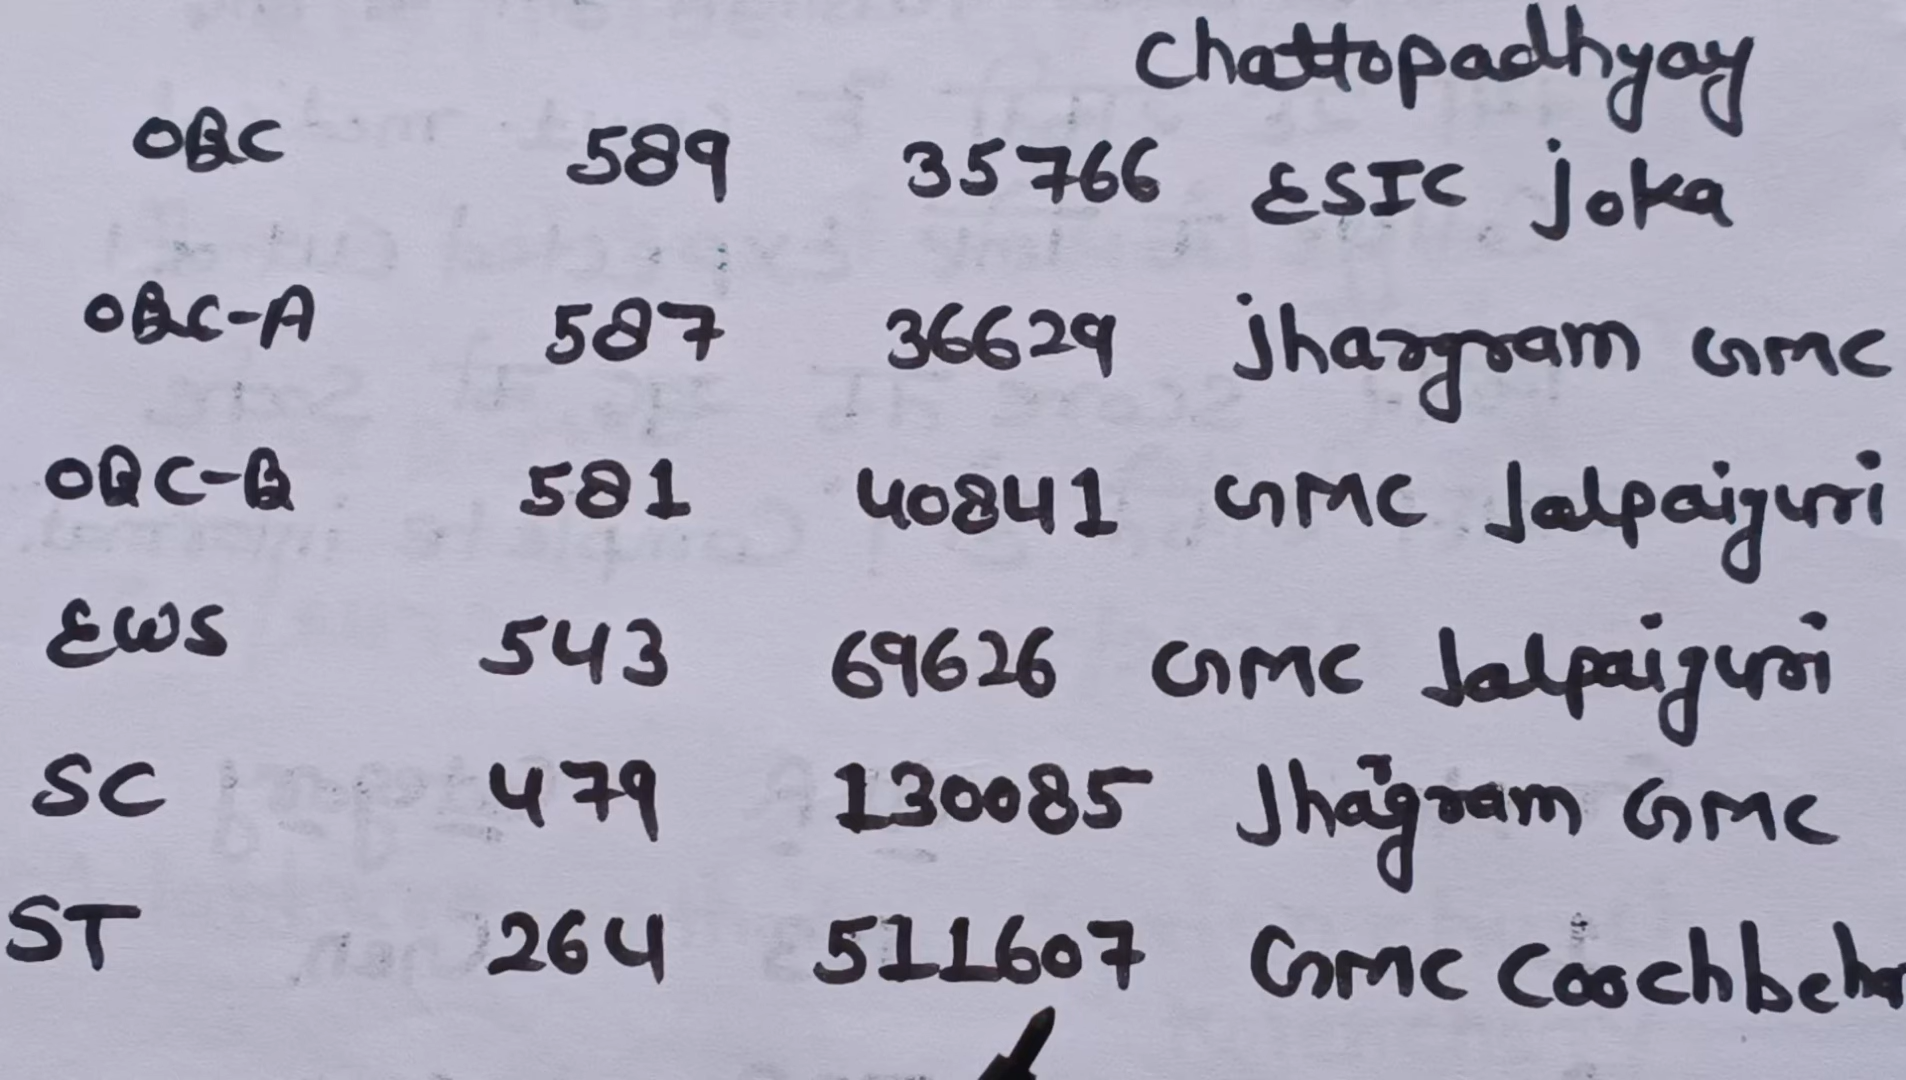 Chattopadhyay
OBC 589 35766 ESIC Joka
OBC-A 587 36629 Jhargram GMC
OBC-B 581 40841 GMC Jalpaiguri
EWS 543 69626 GMC Jalpaiguri
SC 479 130085 Jhargram GMC
ST 264 511607 GMC Coochbehar